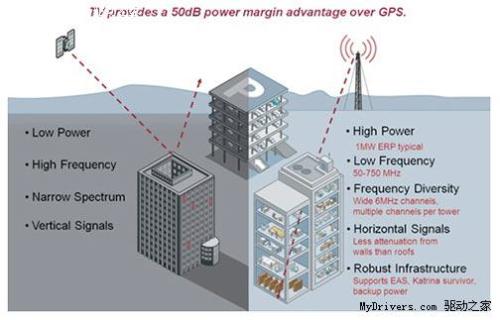 TV provides a 50dB power margin advantage over GPS.
• Low Power
• High Frequency
• Narrow Spectrum
• Vertical Signals
P
• High Power
1MW ERP typical
• Low Frequency
50-750 MHz
• Frequency Diversity
Wide 6MHz channels,
multiple channels per tower
• Horizontal Signals
Less attenuation from
walls than roofs
• Robust Infrastructure
Supports EAS, Katrina survivor,
backup power
MyDrivers.com 驱动之家